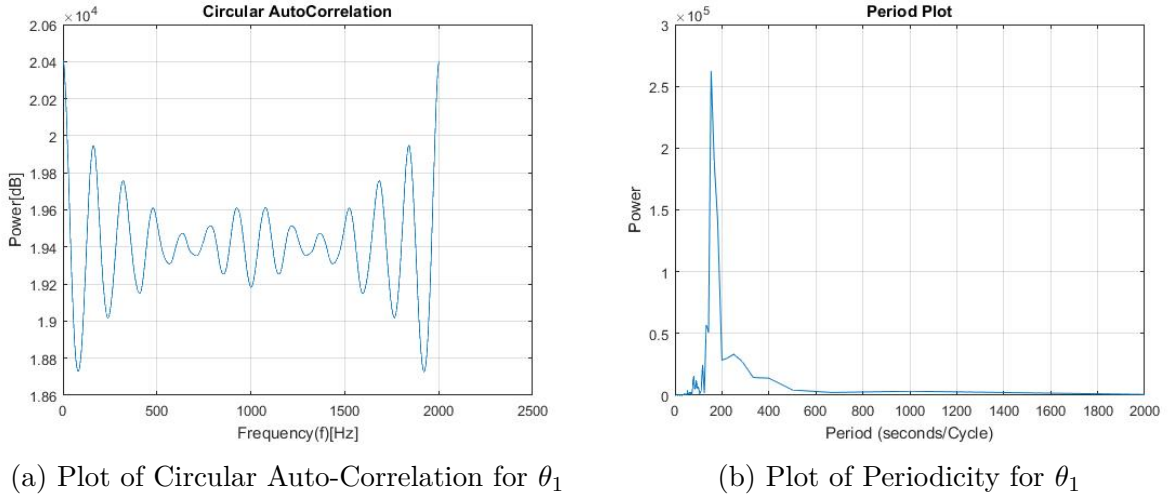 Circular AutoCorrelation
×10⁴
2.06
2.04
2.02
2
1.98
1.96
1.94
1.92
1.9
1.88
1.86
Power[dB]
0 500 1000 1500 2000 2500
Frequency(f)[Hz]
(a) Plot of Circular Auto-Correlation for θ₁
Period Plot
×10⁵
3
2.5
2
1.5
1
0.5
0
Power
0 200 400 600 800 1000 1200 1400 1600 1800 2000
Period (seconds/Cycle)
(b) Plot of Periodicity for θ₁